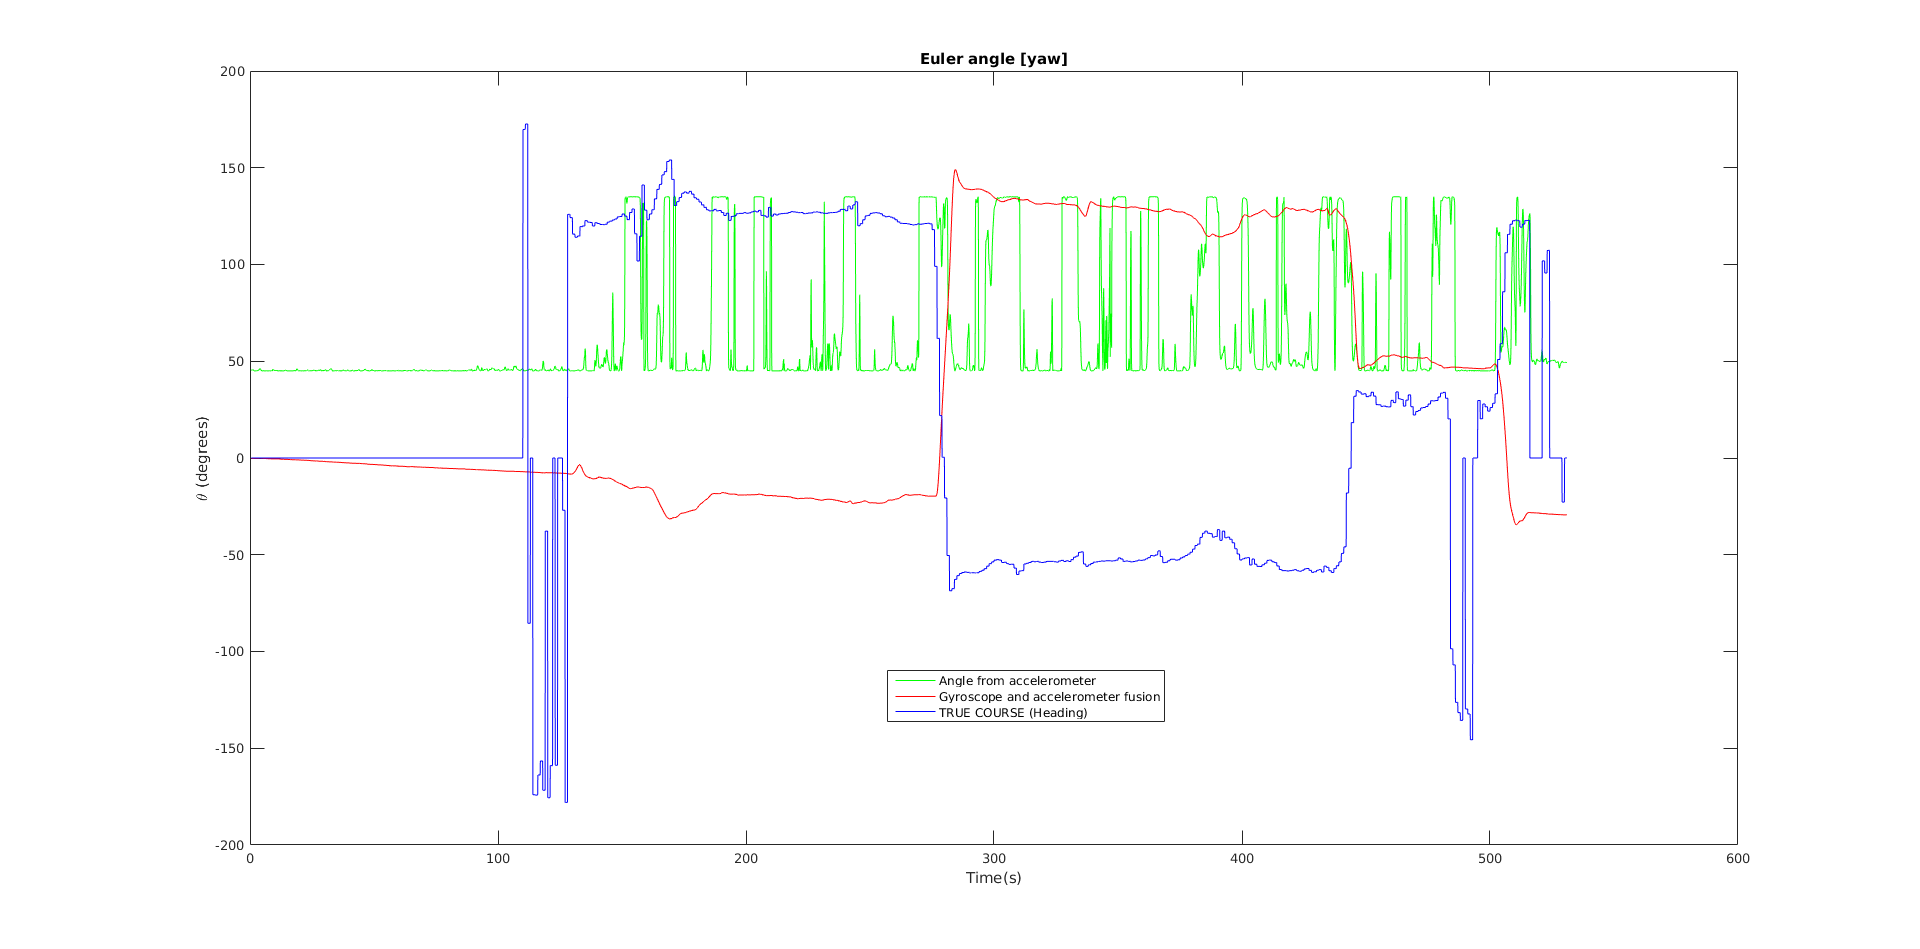 Euler angle [yaw]
200
150
100
50
0
-50
-100
-150
-200
θ (degrees)
Angle from accelerometer
Gyroscope and accelerometer fusion
TRUE COURSE (Heading)
0 100 200 300 400 500 600
Time(s)